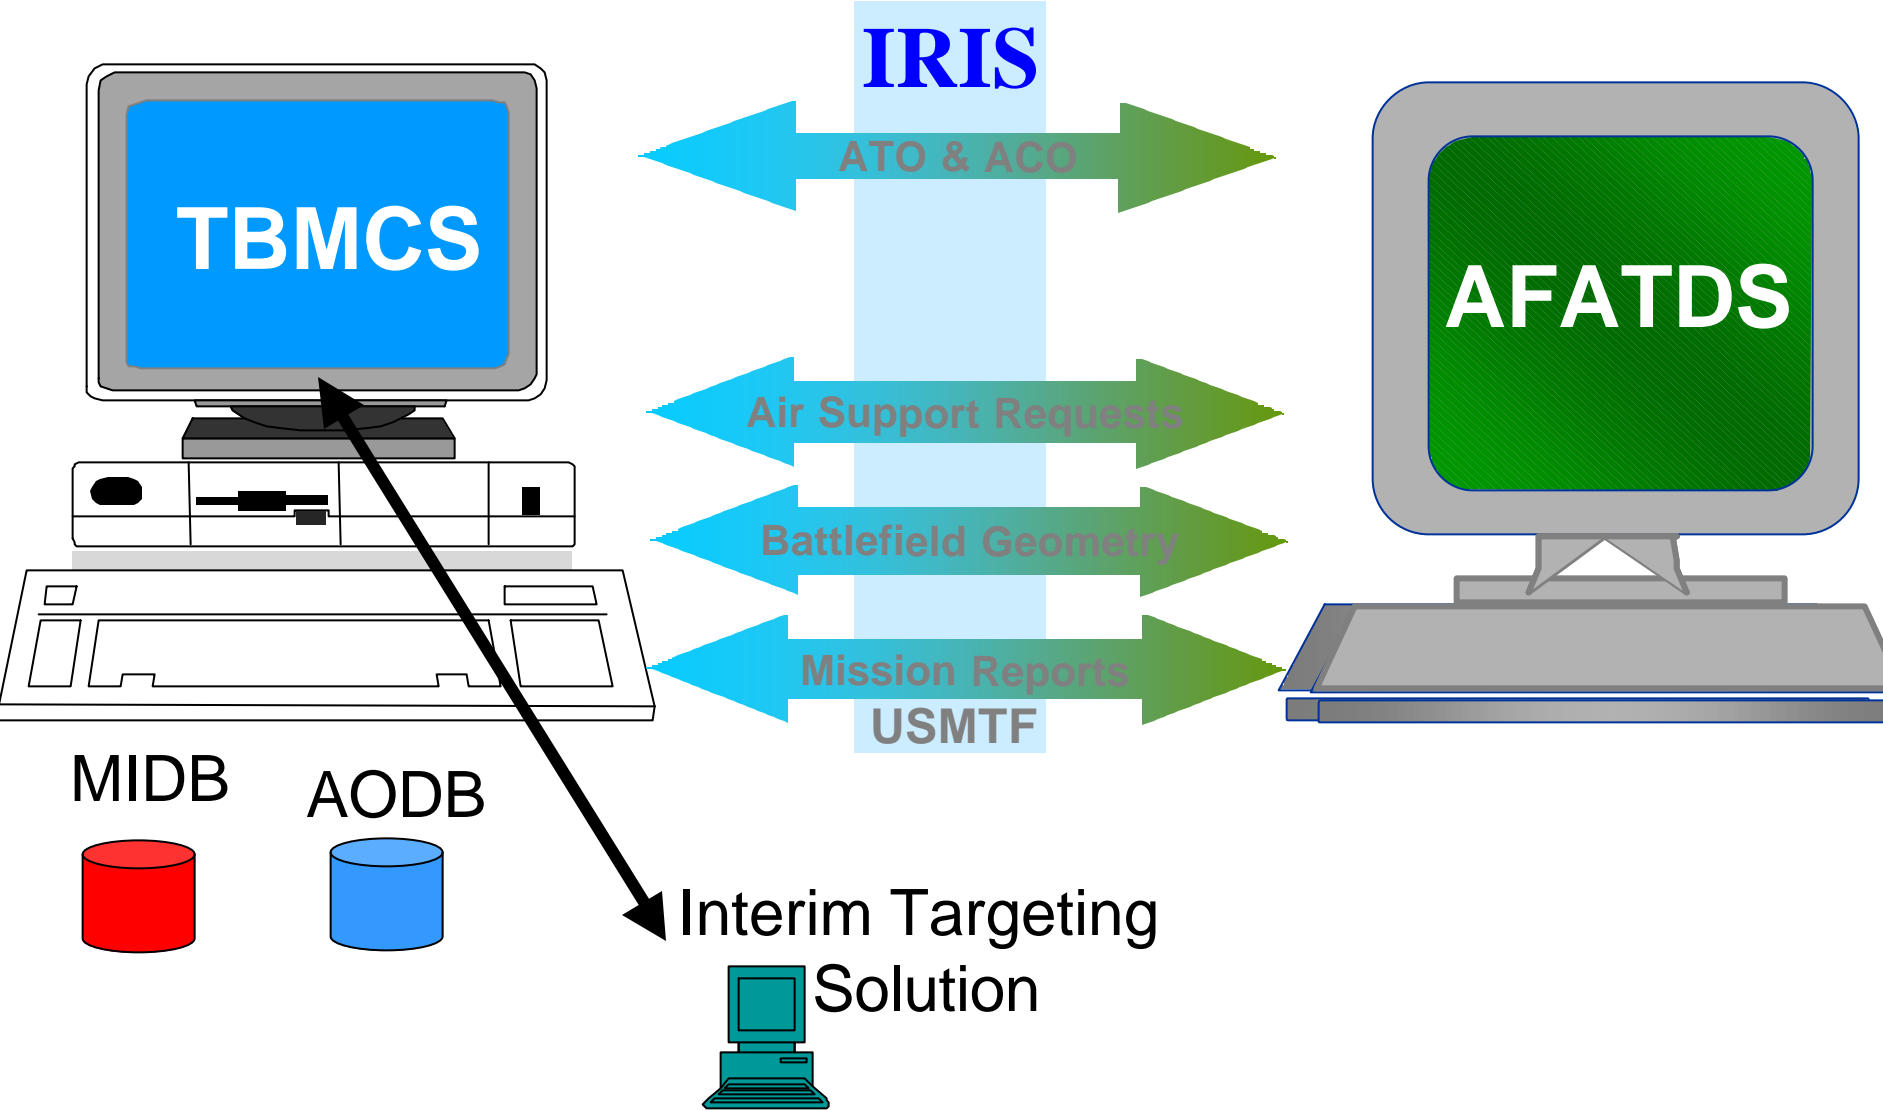 IRIS
ATO & ACO
TBMCS
AFATDS
Air Support Requests
Battlefield Geometry
Mission Reports
USMTF
MIDB
AODB
Interim Targeting
Solution